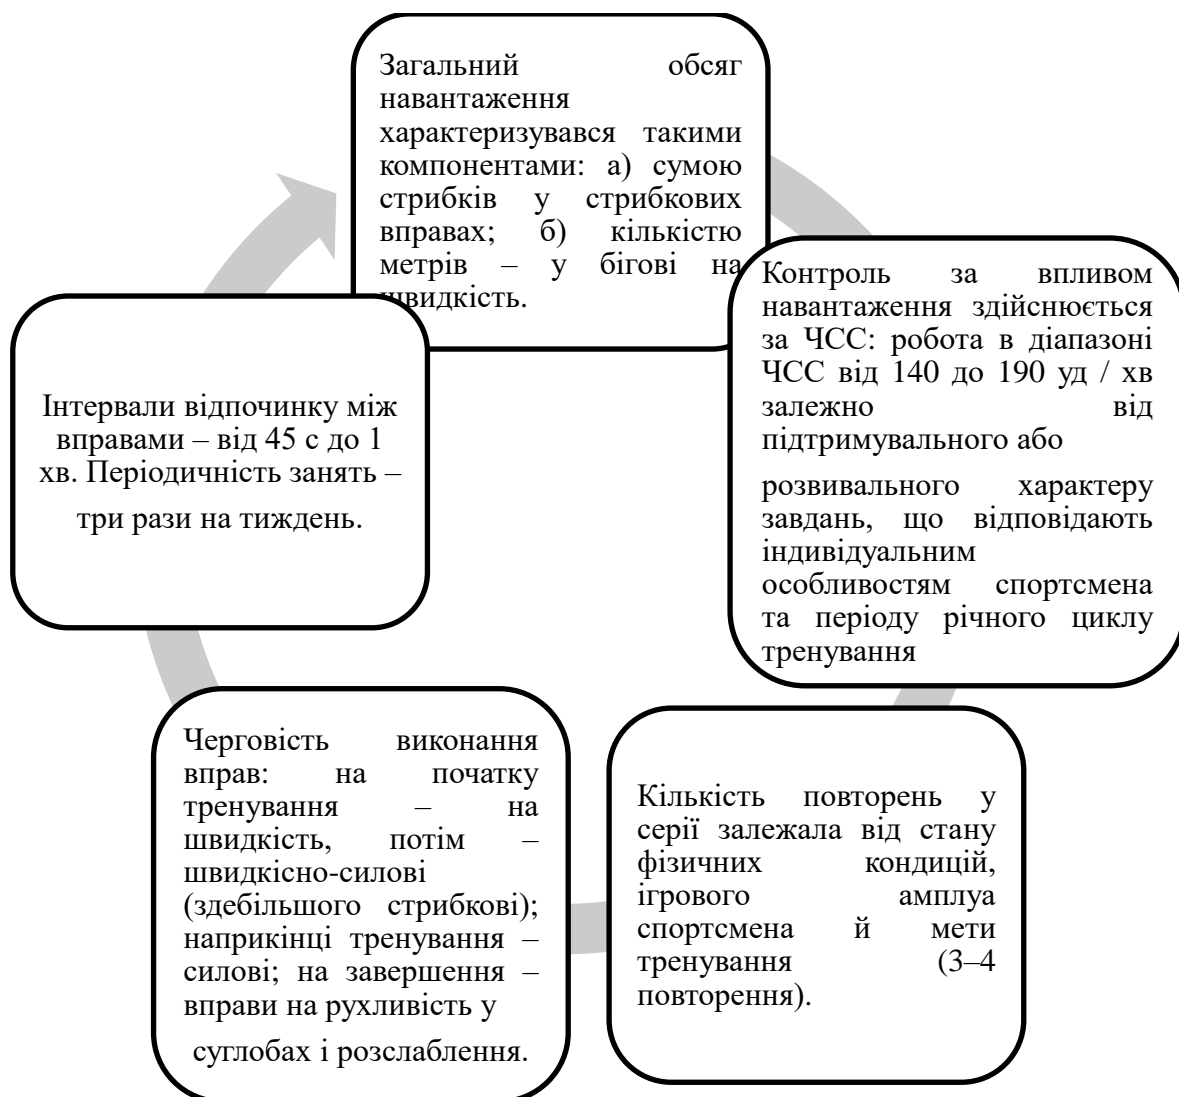 Загальний обсяг
навантаження
характеризувався такими
компонентами: а) сумою
стрибків у стрибкових
вправах; б) кількістю
метрів – у бігові на
швидкість.
Контроль за впливом
навантаження здійснюється
за ЧСС: робота в діапазоні
ЧСС від 140 до 190 уд / хв
залежно від
підтримувального або
розвивального характеру
завдань, що відповідають
індивідуальним
особливостям спортсмена
та періоду річного циклу
тренування
Кількість повторень у
серії залежала від стану
фізичних кондицій,
ігрового амплуа
спортсмена й мети
тренування (3–4
повторення).
Черговість виконання
вправ: на початку
тренування – на
швидкість, потім –
швидкісно-силові
(здебільшого стрибкові);
наприкінці тренування –
силові; на завершення –
вправи на рухливість у
суглобах і розслаблення.
Інтервали відпочинку між
вправами – від 45 с до 1
хв. Періодичність занять –
три рази на тиждень.